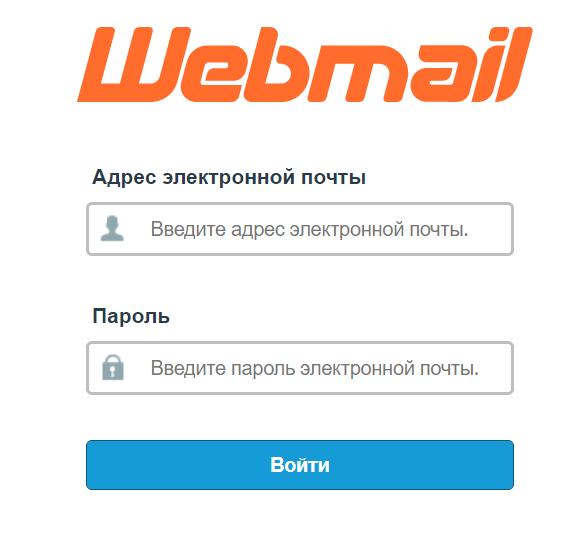 Webmail
Адрес электронной почты
Введите адрес электронной почты.
Пароль
Введите пароль электронной почты.
Войти